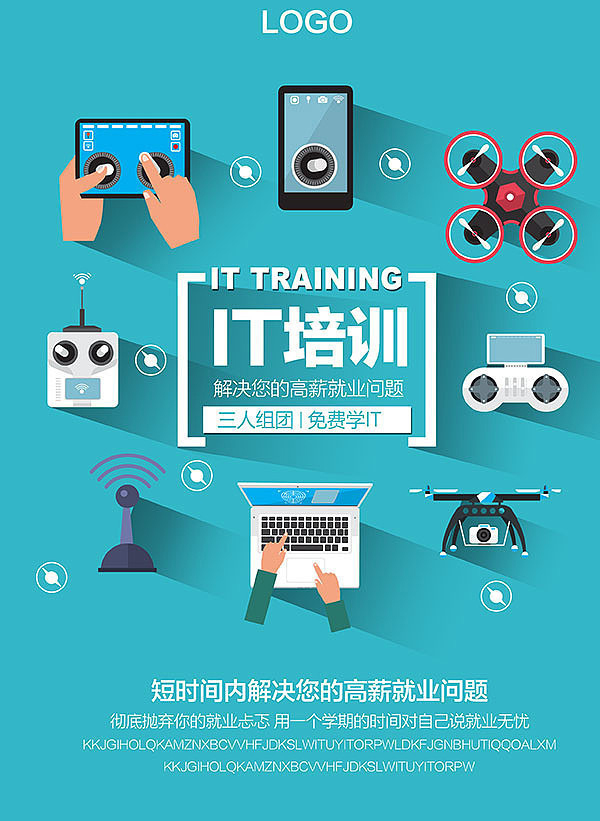 LOGO
IT TRAINING
IT培训
解决您的高薪就业问题
三人组团 | 免费学IT
短时间内解决您的高薪就业问题
彻底抛弃你的就业忐忑 用一个学期的时间对自己说就业无忧
KKJGIHOLQKAMZNXBCVVHFJDKSLWITUYITORPWLDKFJGNBHUTIQQOALXM
KKJGIHOLQKAMZNXBCVVHFJDKSLWITUYITORPW